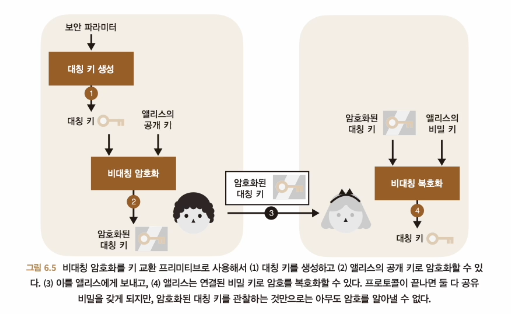 보안 파라미터
대칭 키 생성
1
대칭 키
앨리스의
공개 키
비대칭 암호화
2
암호화된
대칭 키
암호화된
대칭 키
3
암호화된
대칭 키
앨리스의
비밀 키
비대칭 복호화
4
대칭 키
그림 6.5 비대칭 암호화를 키 교환 프리미티브로 사용해서 (1) 대칭 키를 생성하고 (2) 앨리스의 공개 키로 암호화할 수 있
다. (3) 이를 앨리스에게 보내고, (4) 앨리스는 연결된 비밀 키로 암호를 복호화할 수 있다. 프로토콜이 끝나면 둘 다 공유
비밀을 갖게 되지만, 암호화된 대칭 키를 관찰하는 것만으로는 아무도 암호를 알아낼 수 없다.